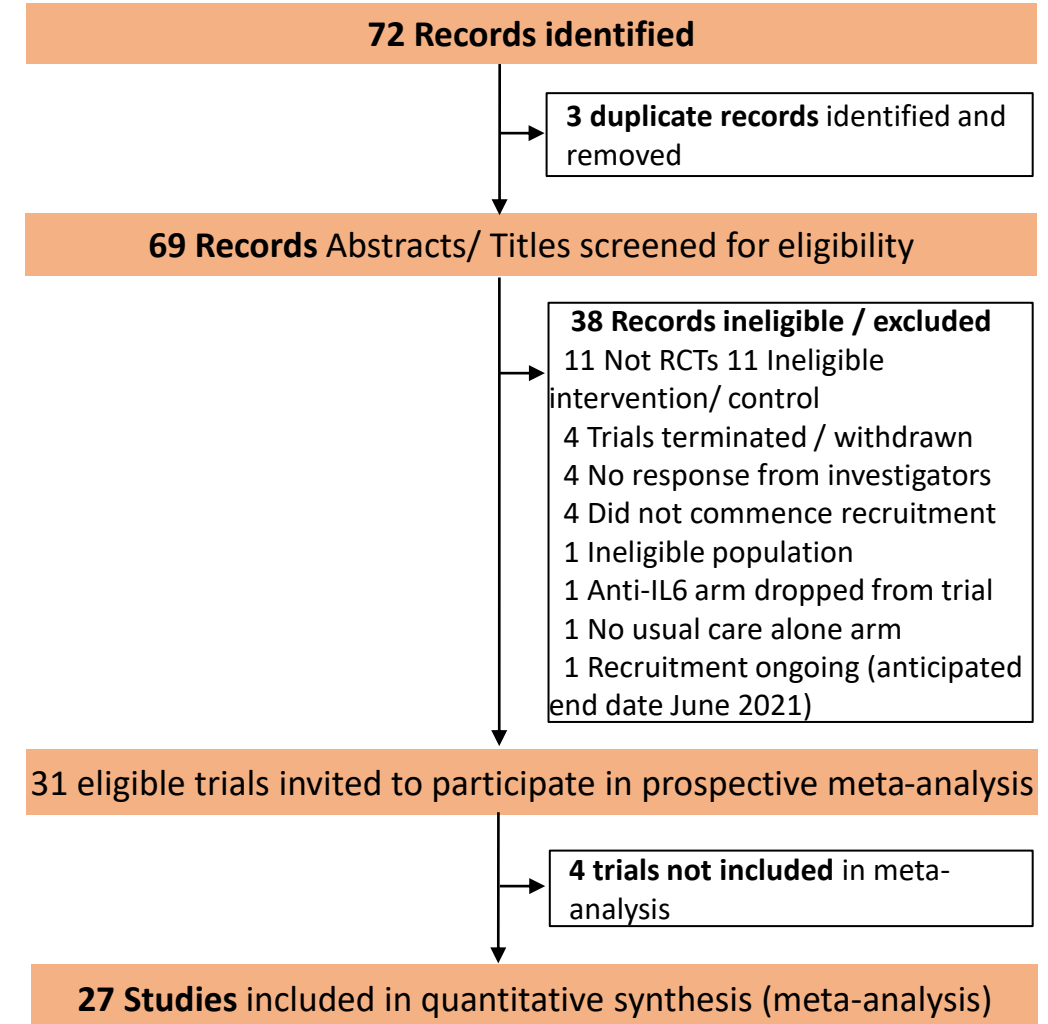 72 Records identified
3 duplicate records identified and
removed
69 Records Abstracts/ Titles screened for eligibility
38 Records ineligible / excluded
11 Not RCTs 11 Ineligible
intervention/ control
4 Trials terminated / withdrawn
4 No response from investigators
4 Did not commence recruitment
1 Ineligible population
1 Anti-IL6 arm dropped from trial
1 No usual care alone arm
1 Recruitment ongoing (anticipated
end date June 2021)
31 eligible trials invited to participate in prospective meta-analysis
4 trials not included in meta-
analysis
27 Studies included in quantitative synthesis (meta-analysis)